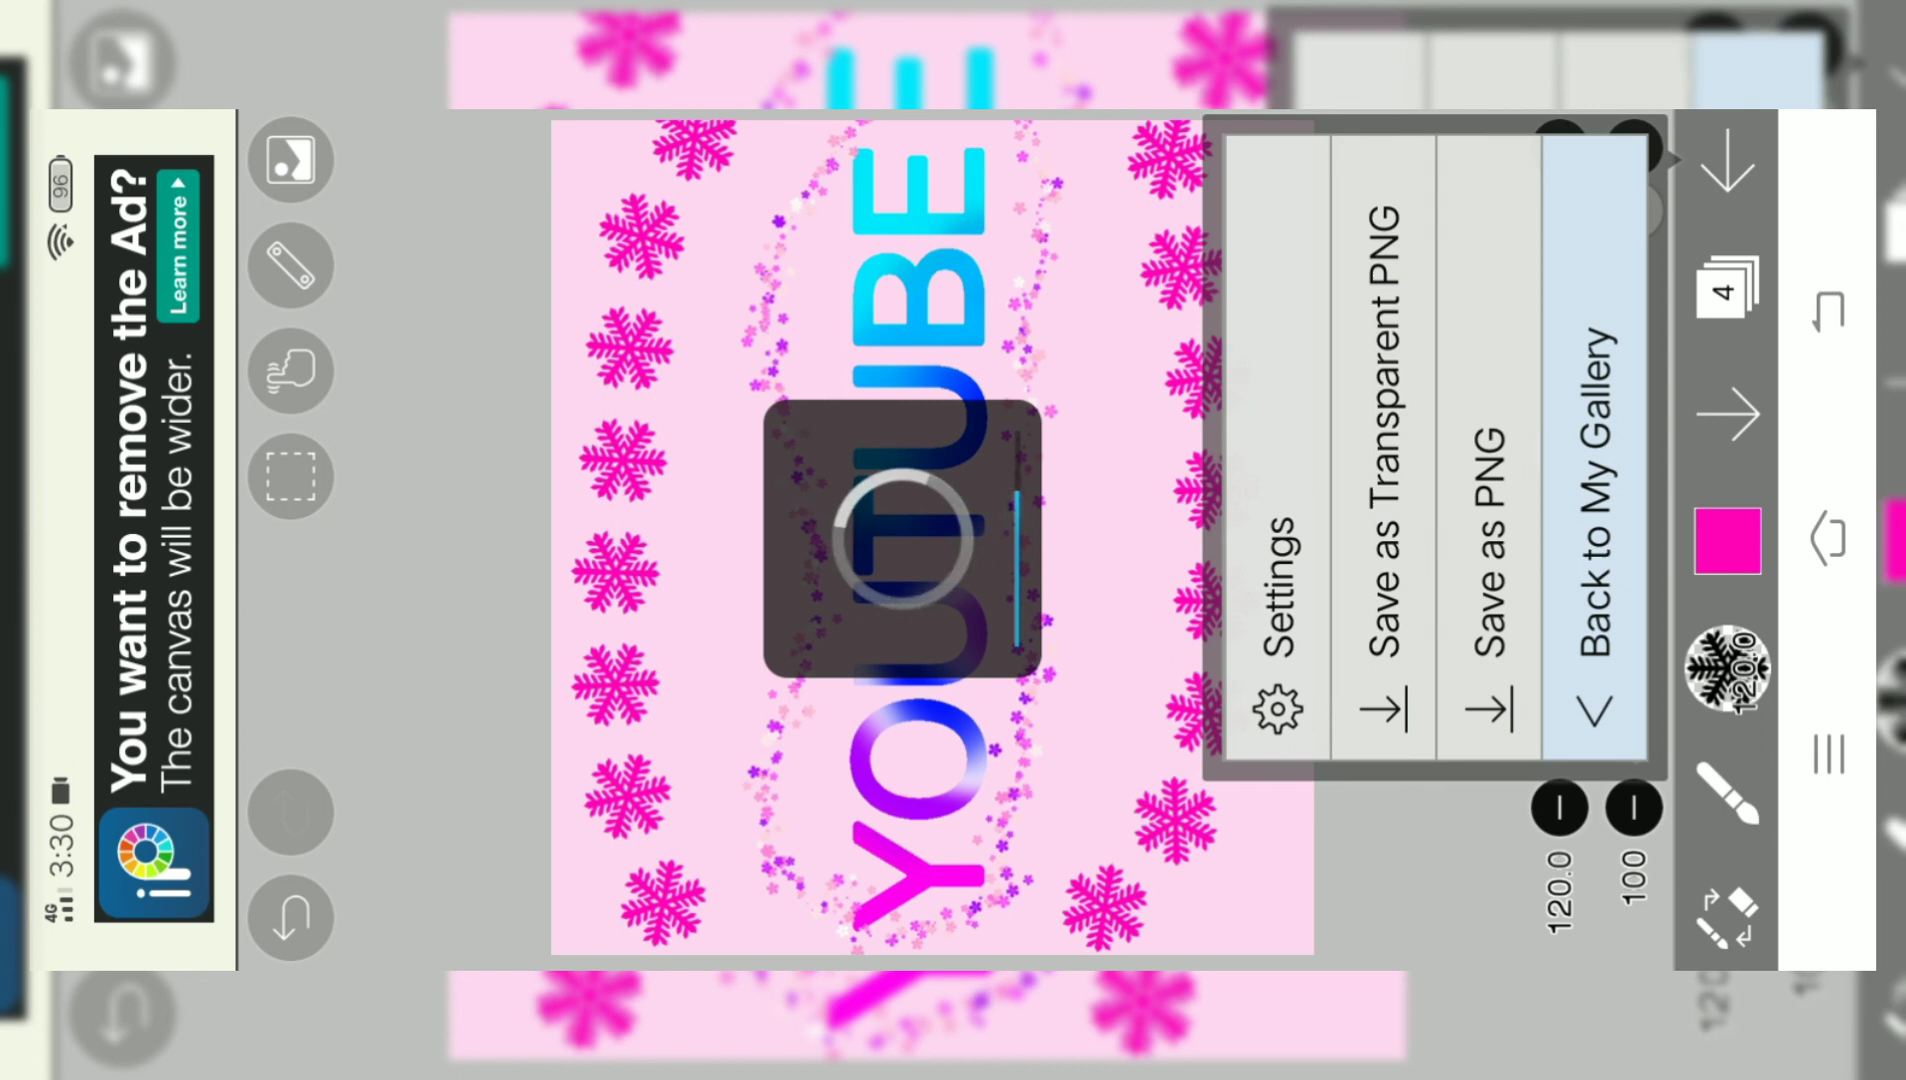 4G 3:30 96
iP
You want to remove the Ad?
The canvas will be wider.
Learn more
YOUTUBE
Settings
Save as Transparent PNG
Save as PNG
Back to My Gallery
120.0
100
120.0
4